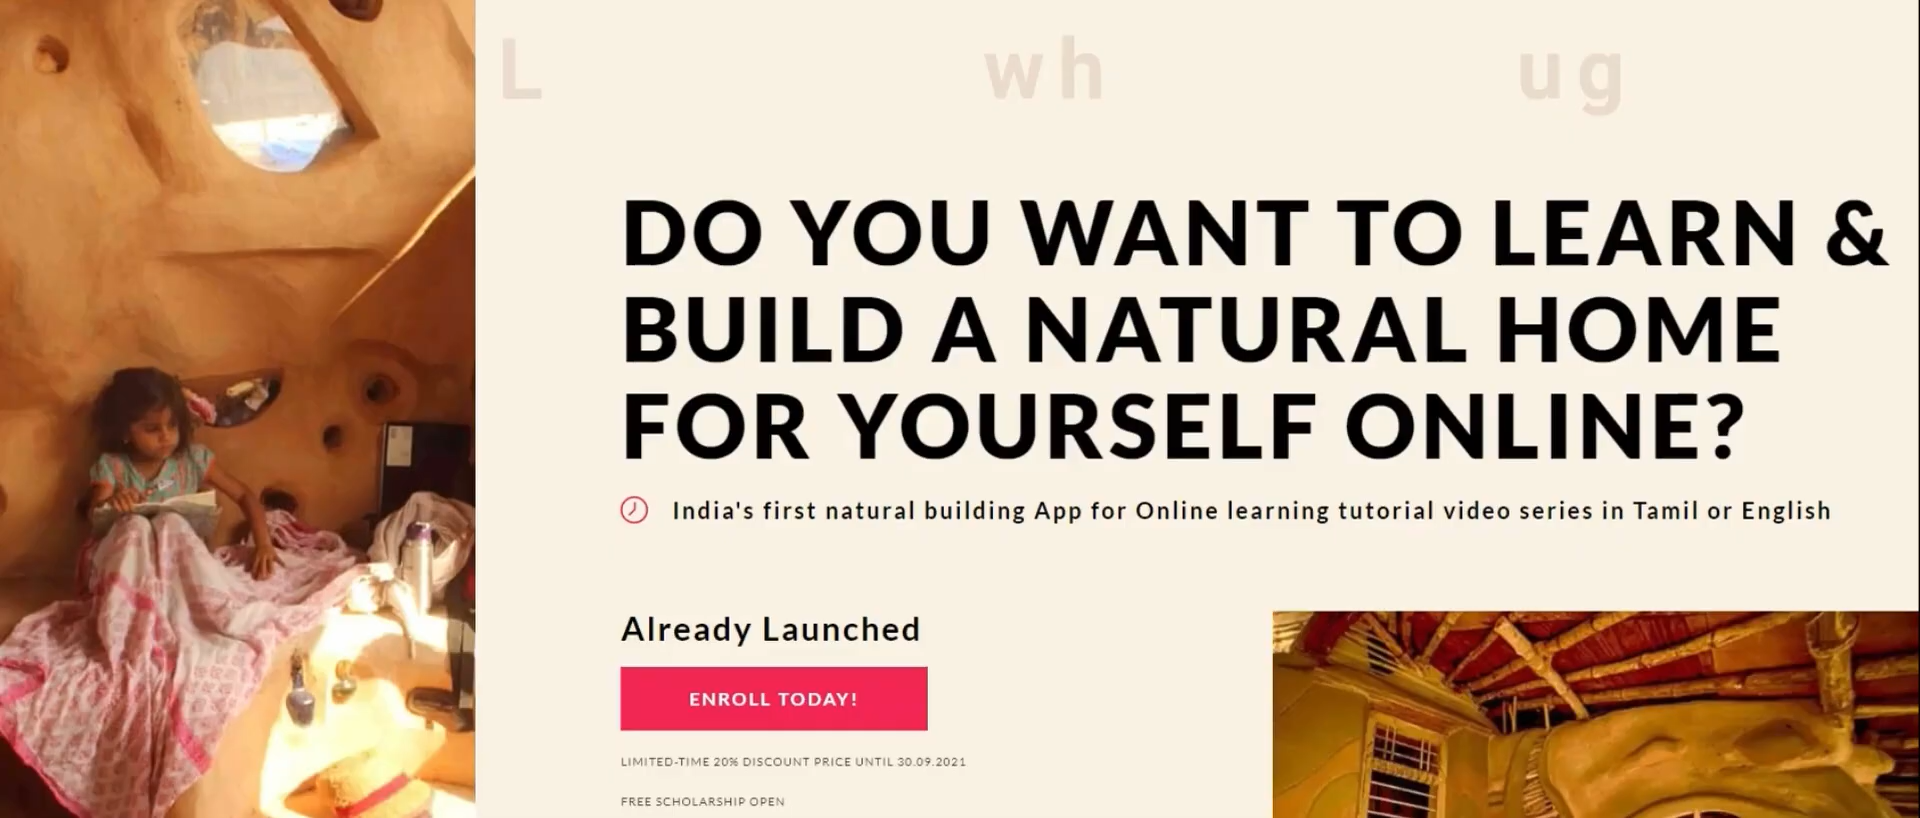 L wh ug
DO YOU WANT TO LEARN &
BUILD A NATURAL HOME
FOR YOURSELF ONLINE?
India's first natural building App for Online learning tutorial video series in Tamil or English
Already Launched
ENROLL TODAY!
LIMITED-TIME 20% DISCOUNT PRICE UNTIL 30.09.2021
FREE SCHOLARSHIP OPEN